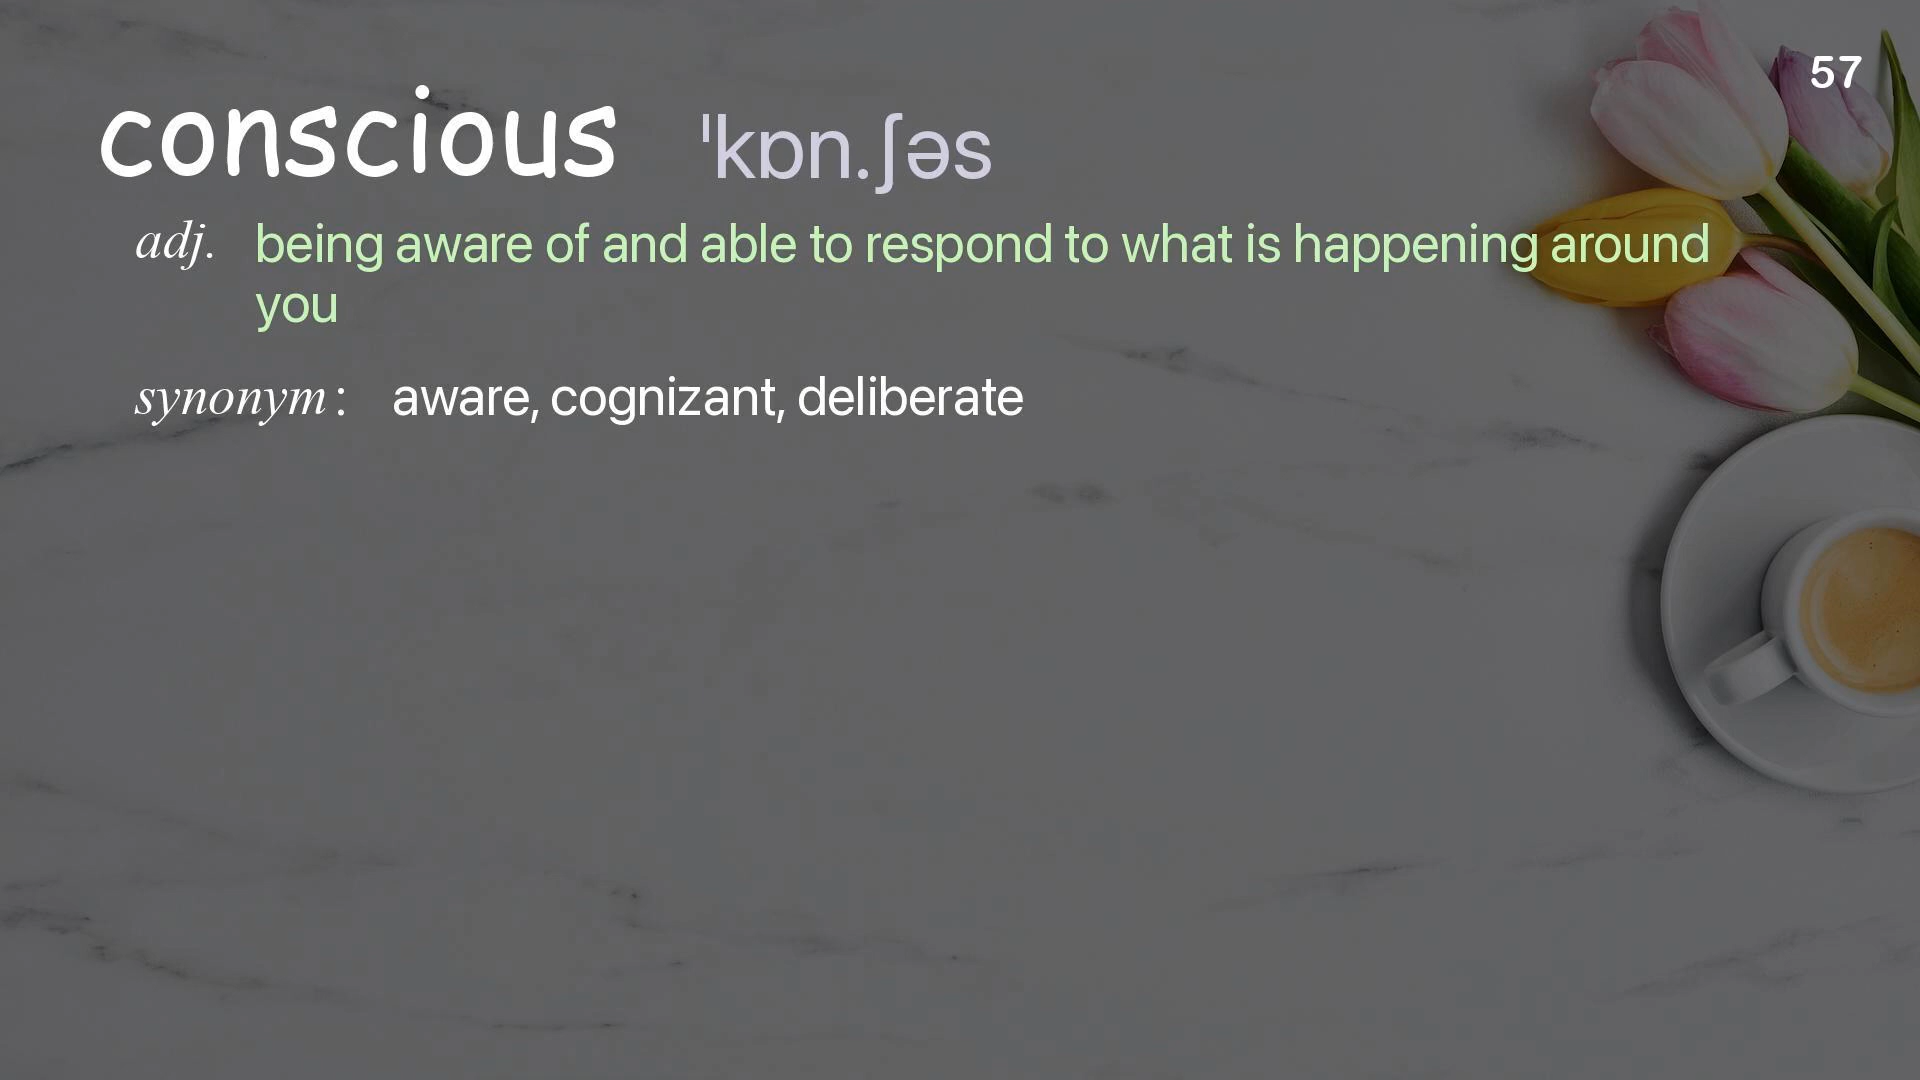 57
conscious ˈkɒn.ʃəs
adj. being aware of and able to respond to what is happening around
you
synonym : aware, cognizant, deliberate